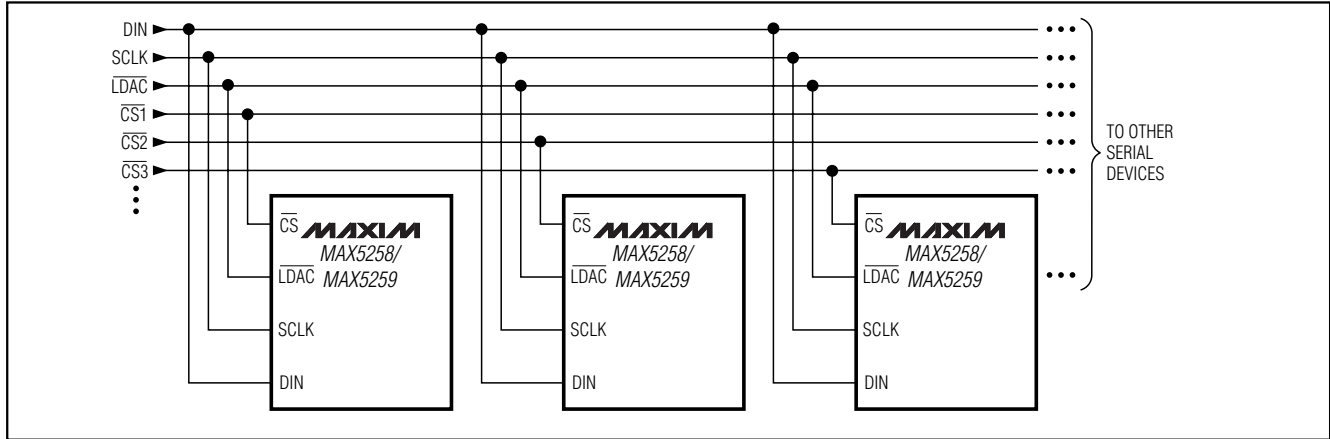 DIN
SCLK
LDAC
CS1
CS2
CS3
TO OTHER
SERIAL
DEVICES
CS MAXIM
MAX5258/
LDAC MAX5259
SCLK
DIN
CS MAXIM
MAX5258/
LDAC MAX5259
SCLK
DIN
CS MAXIM
MAX5258/
LDAC MAX5259
SCLK
DIN